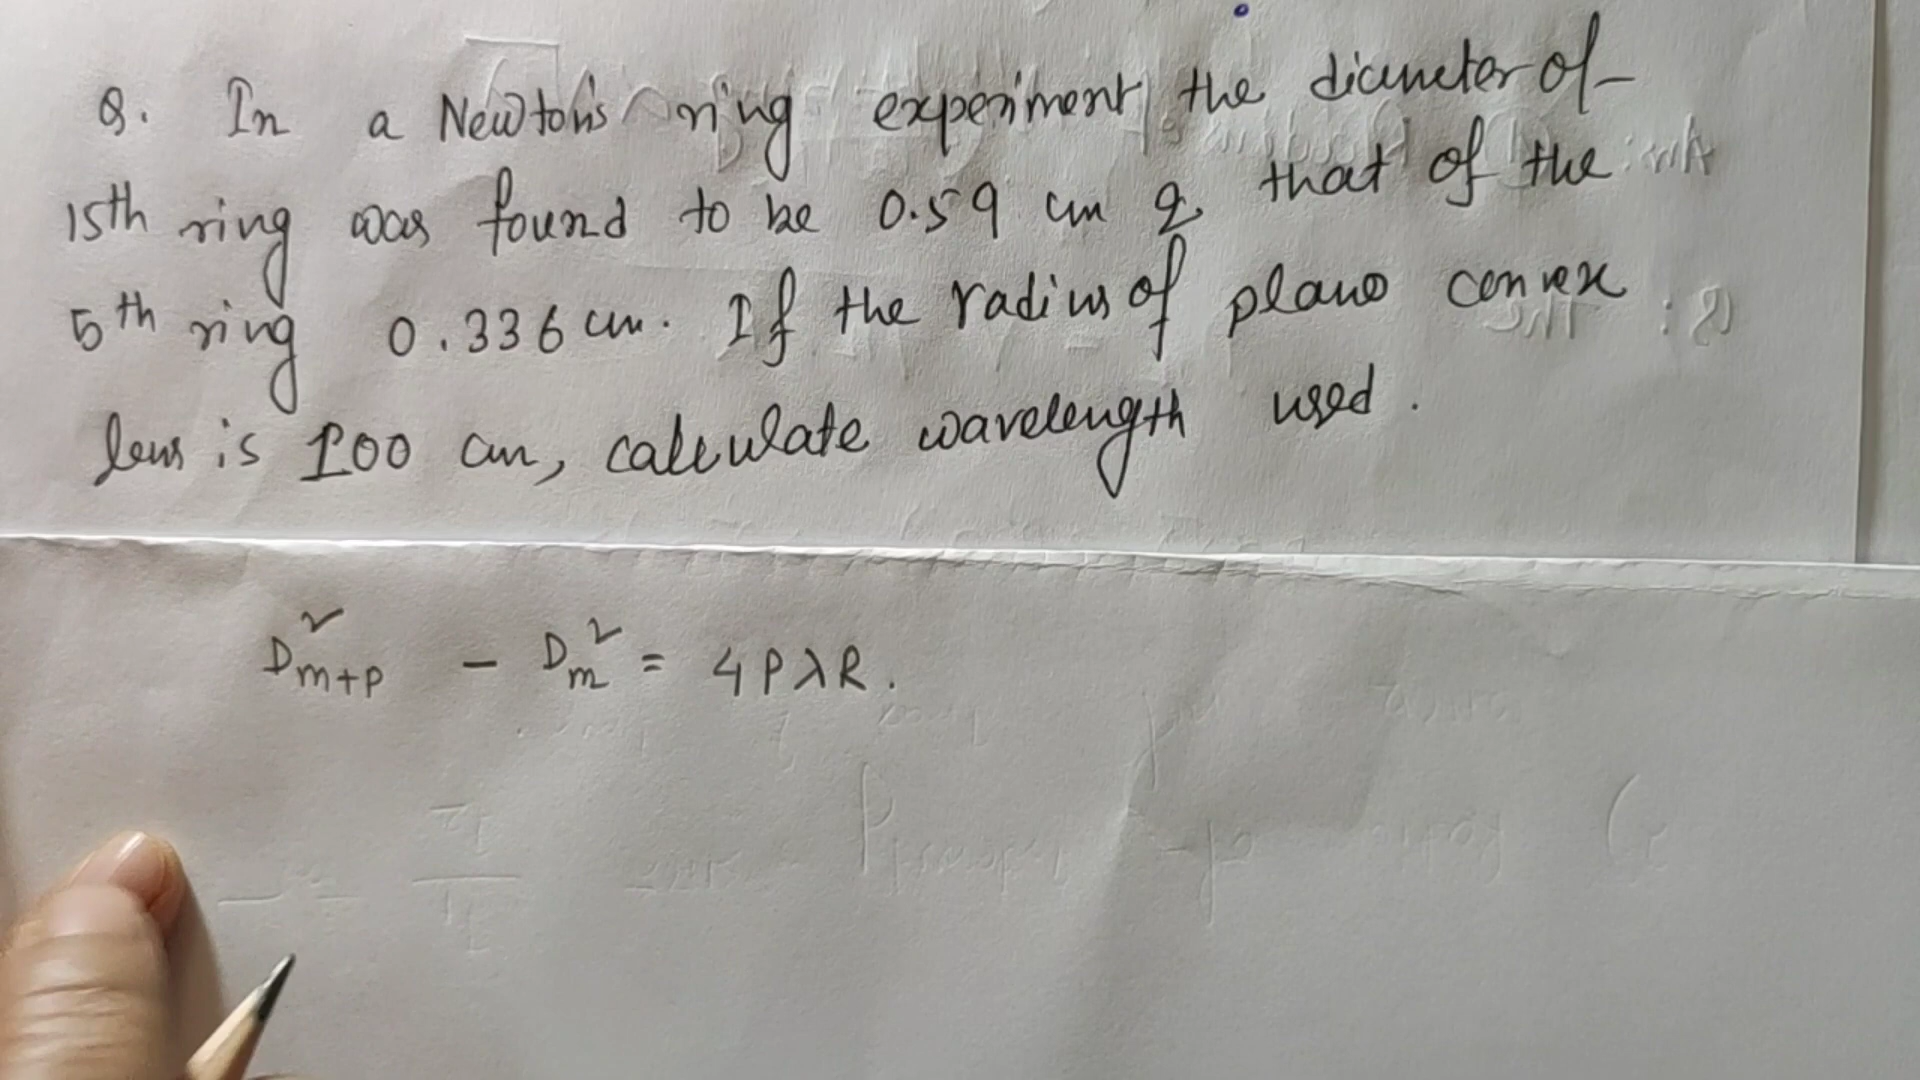 Q. In a Newton's ring experiment the diameter of
15th ring was found to be 0.59 cm & that of the
5th ring 0.336 cm. If the radius of plano convex
lens is 100 cm, calculate wavelength used.
D²m+p - D²m = 4PλR.